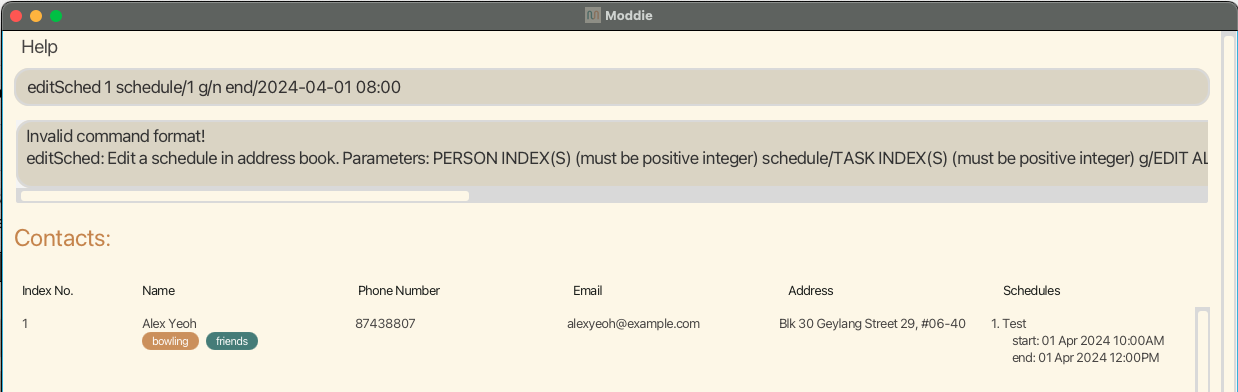 Moddie
Help
editSched 1 schedule/1 g/n end/2024-04-01 08:00
Invalid command format!
editSched: Edit a schedule in address book. Parameters: PERSON INDEX(S) (must be positive integer) schedule/TASK INDEX(S) (must be positive integer) g/EDIT AL
Contacts:
Index No. Name Phone Number Email Address Schedules
1 Alex Yeoh 87438807 alexyeoh@example.com Blk 30 Geylang Street 29, #06-40 1. Test
bowling friends start: 01 Apr 2024 10:00AM
end: 01 Apr 2024 12:00PM